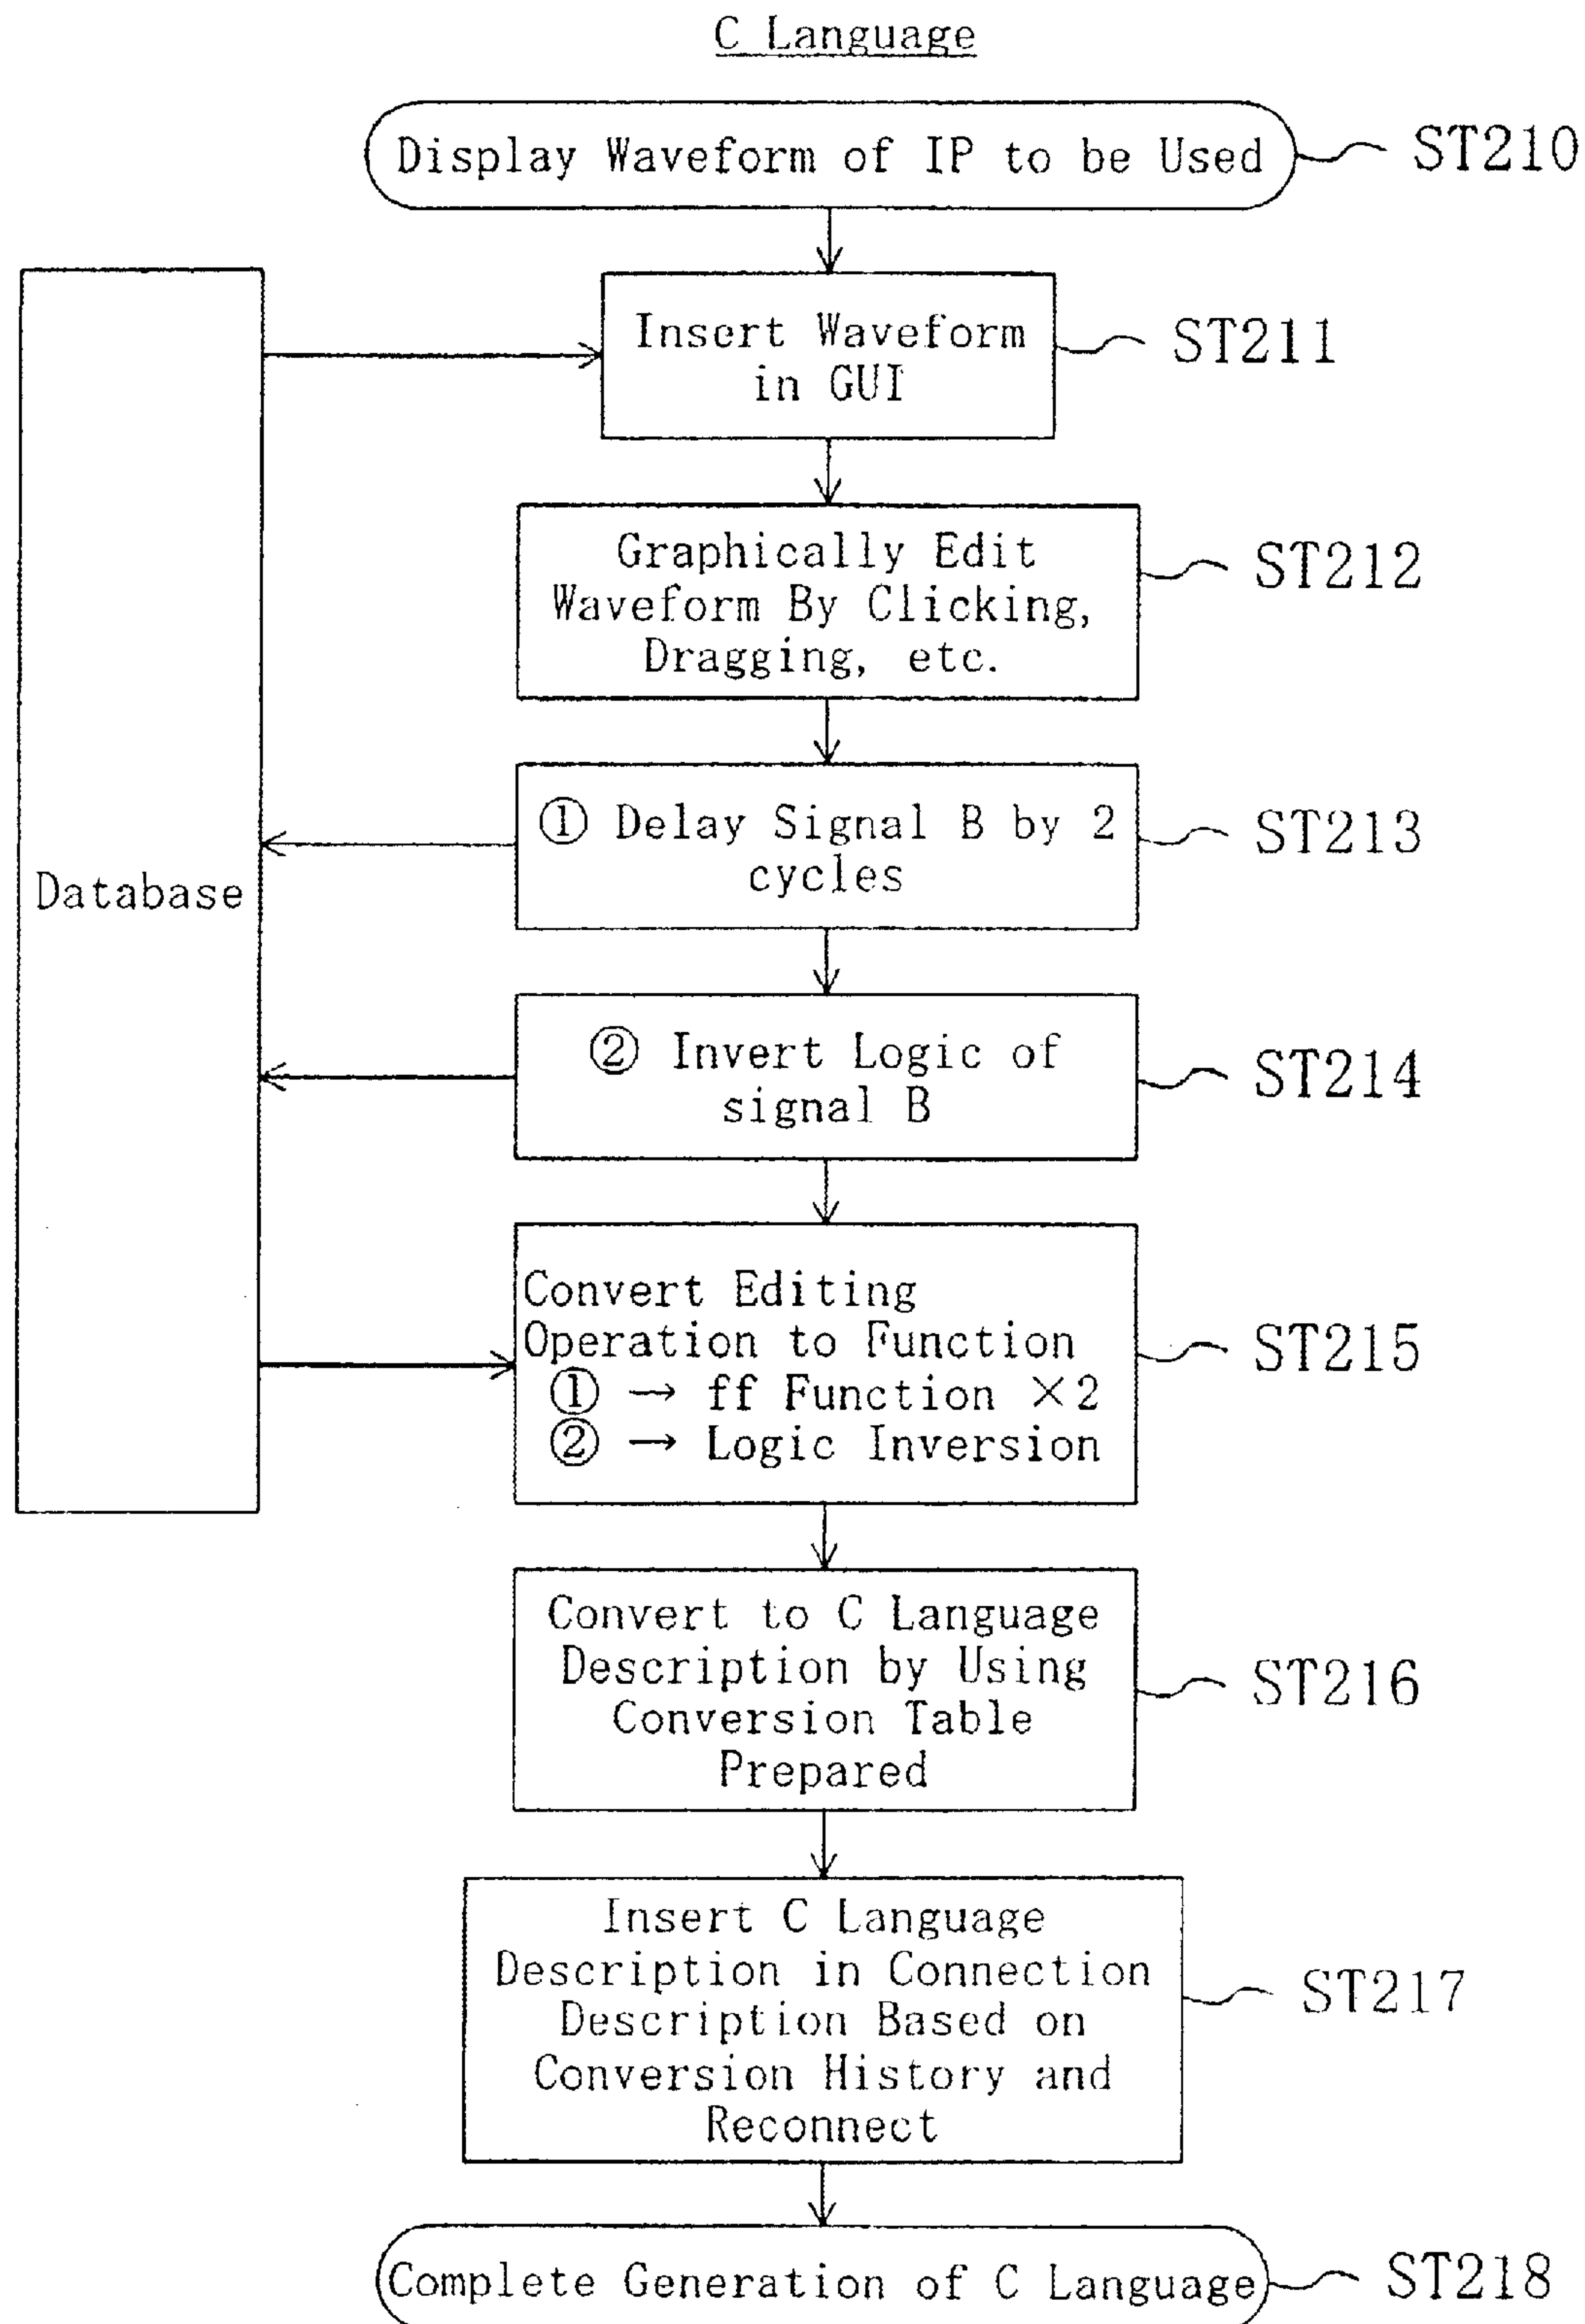 C Language
Display Waveform of IP to be Used
ST210
Insert Waveform
in GUI
ST211
Graphically Edit
Waveform By Clicking,
Dragging, etc.
ST212
① Delay Signal B by 2
cycles
ST213
Database
② Invert Logic of
signal B
ST214
Convert Editing
Operation to Function
① → ff Function ×2
② → Logic Inversion
ST215
Convert to C Language
Description by Using
Conversion Table
Prepared
ST216
Insert C Language
Description in Connection
Description Based on
Conversion History and
Reconnect
ST217
Complete Generation of C Language
ST218